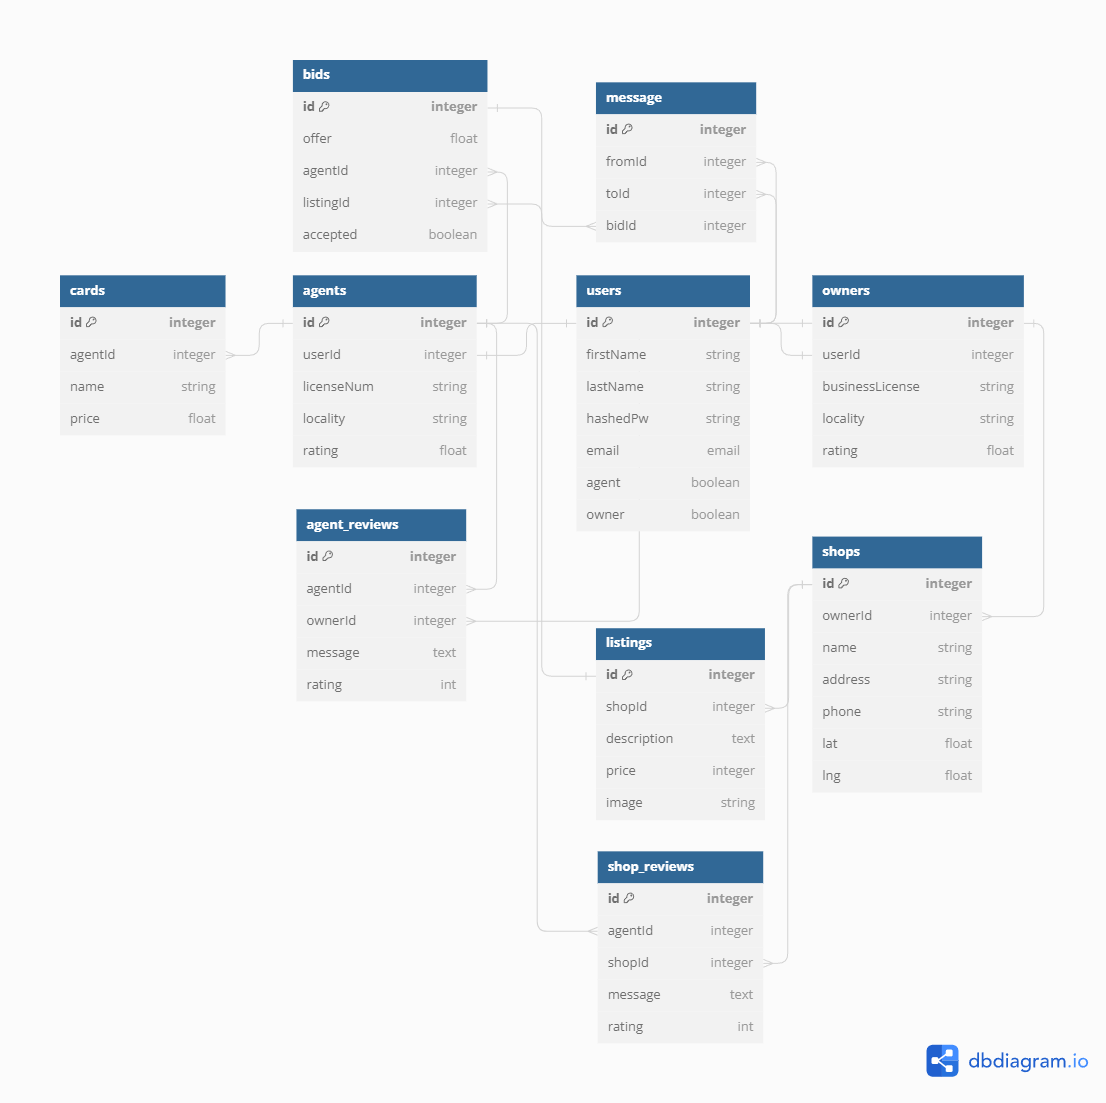 bids
id integer
offer float
agentId integer
listingId integer
accepted boolean
message
id integer
fromId integer
toId integer
bidId integer
cards
id integer
agentId integer
name string
price float
agents
id integer
userId integer
licenseNum string
locality string
rating float
users
id integer
firstName string
lastName string
hashedPw string
email email
agent boolean
owner boolean
owners
id integer
userId integer
businessLicense string
locality string
rating float
agent_reviews
id integer
agentId integer
ownerId integer
message text
rating int
shops
id integer
ownerId integer
name string
address string
phone string
lat float
lng float
listings
id integer
shopId integer
description text
price integer
image string
shop_reviews
id integer
agentId integer
shopId integer
message text
rating int
dbdiagram.io